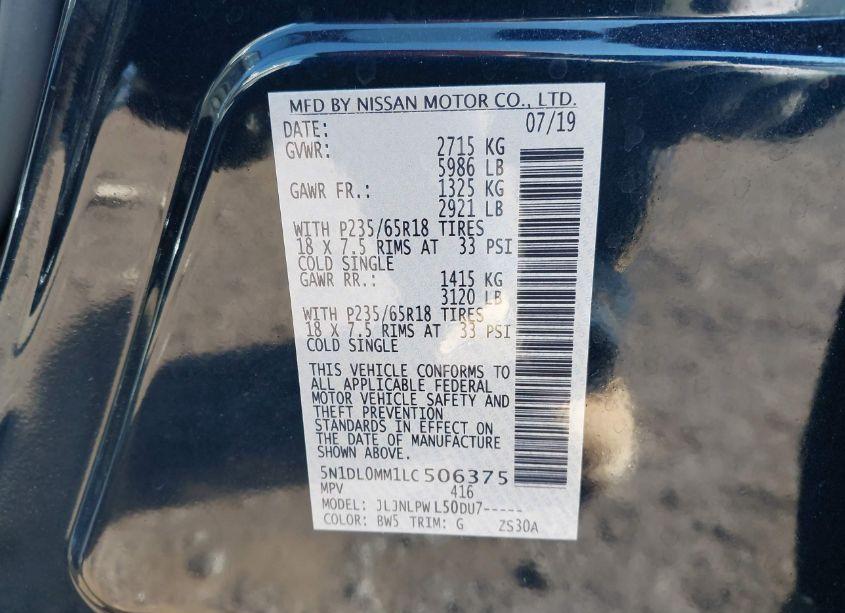 MFD BY NISSAN MOTOR CO., LTD.
DATE: 07/19
GVWR: 2715 KG
5986 LB
GAWR FR.: 1325 KG
2921 LB
WITH P235/65R18 TIRES
18 X 7.5 RIMS AT 33 PSI
COLD SINGLE
GAWR RR.: 1415 KG
3120 LB
WITH P235/65R18 TIRES
18 X 7.5 RIMS AT 33 PSI
COLD SINGLE
THIS VEHICLE CONFORMS TO
ALL APPLICABLE FEDERAL
MOTOR VEHICLE SAFETY AND
THEFT PREVENTION
STANDARDS IN EFFECT ON
THE DATE OF MANUFACTURE
SHOWN ABOVE.
5N1DL0MM1LC506375
MPV 416
MODEL: JLJNLPW L50DU7-----
COLOR: BW5 TRIM: G ZS30A